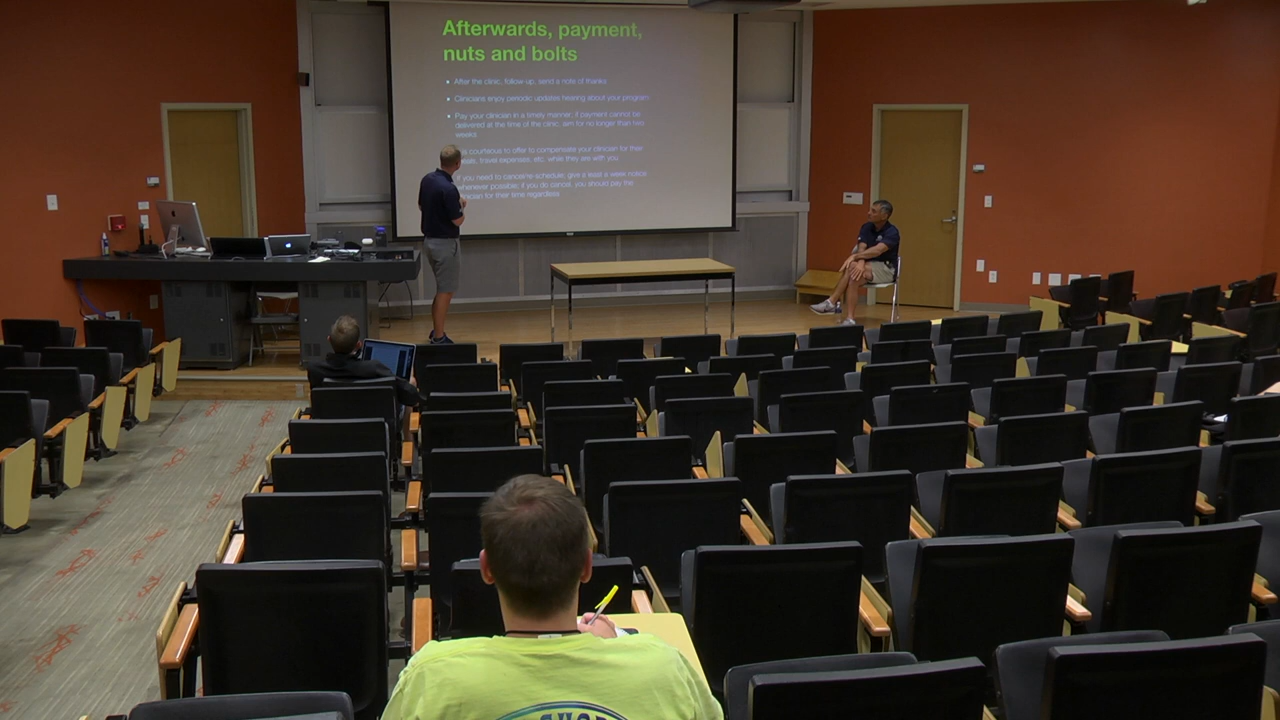 Afterwards, payment,
nuts and bolts
After the clinic, follow-up, send a note of thanks
Clinicians enjoy periodic updates hearing about your program
Pay your clinician in a timely manner; if payment cannot be
delivered at the time of the clinic, aim for no longer than two
weeks
is courteous to offer to compensate your clinician for their
meals, travel expenses, etc. while they are with you
if you need to cancel/re-schedule, give at least a week notice
whenever possible; if you do cancel, you should pay the
clinician for their time regardless